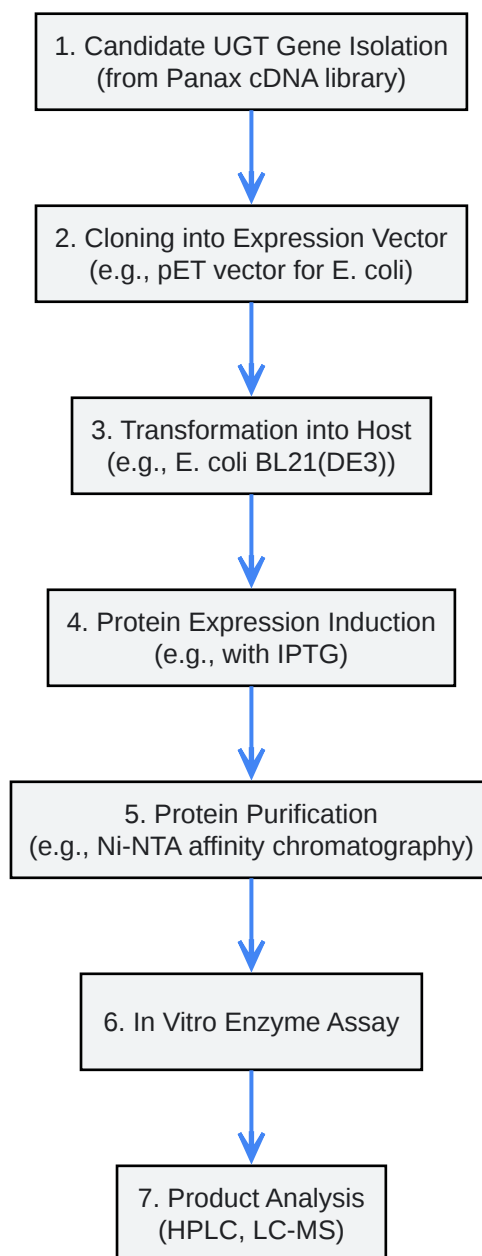 1. Candidate UGT Gene Isolation
(from Panax cDNA library)
2. Cloning into Expression Vector
(e.g., pET vector for E. coli)
3. Transformation into Host
(e.g., E. coli BL21(DE3))
4. Protein Expression Induction
(e.g., with IPTG)
5. Protein Purification
(e.g., Ni-NTA affinity chromatography)
6. In Vitro Enzyme Assay
7. Product Analysis
(HPLC, LC-MS)